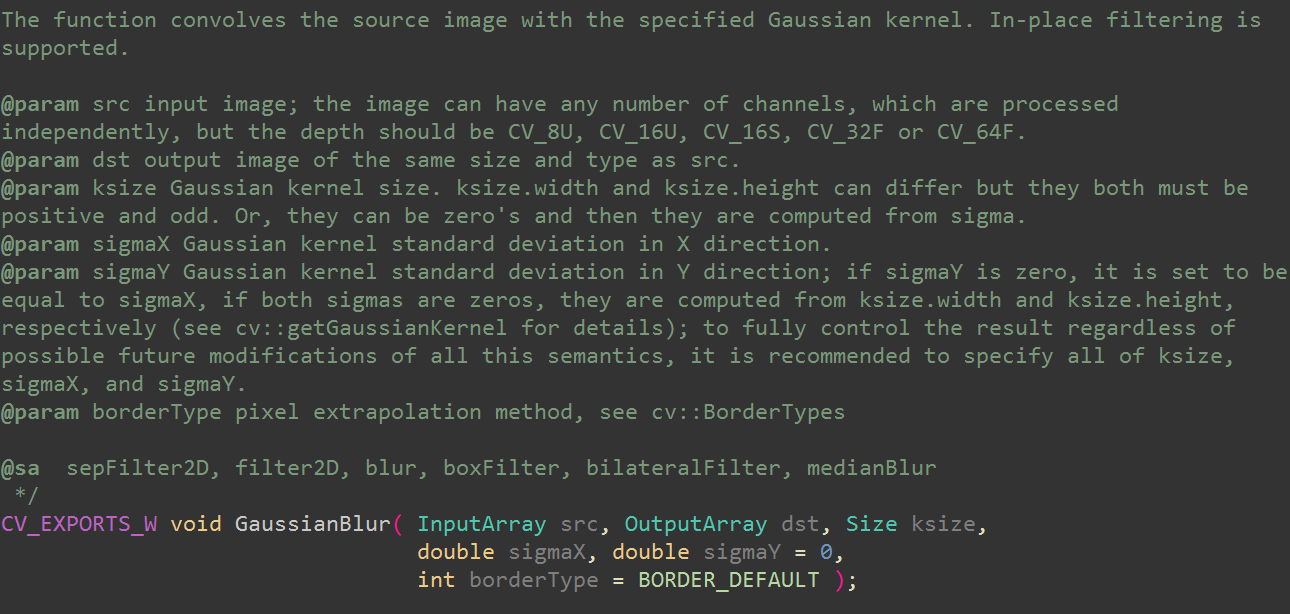 The function convolves the source image with the specified Gaussian kernel. In-place filtering is
supported.
@param src input image; the image can have any number of channels, which are processed
independently, but the depth should be CV_8U, CV_16U, CV_16S, CV_32F or CV_64F.
@param dst output image of the same size and type as src.
@param ksize Gaussian kernel size. ksize.width and ksize.height can differ but they both must be
positive and odd. Or, they can be zero's and then they are computed from sigma.
@param sigmaX Gaussian kernel standard deviation in X direction.
@param sigmaY Gaussian kernel standard deviation in Y direction; if sigmaY is zero, it is set to be
equal to sigmaX, if both sigmas are zeros, they are computed from ksize.width and ksize.height,
respectively (see cv::getGaussianKernel for details); to fully control the result regardless of
possible future modifications of all this semantics, it is recommended to specify all of ksize,
sigmaX, and sigmaY.
@param borderType pixel extrapolation method, see cv::BorderTypes
@sa  sepFilter2D, filter2D, blur, boxFilter, bilateralFilter, medianBlur
 */
CV_EXPORTS_W void GaussianBlur( InputArray src, OutputArray dst, Size ksize,
                                double sigmaX, double sigmaY = 0,
                                int borderType = BORDER_DEFAULT );